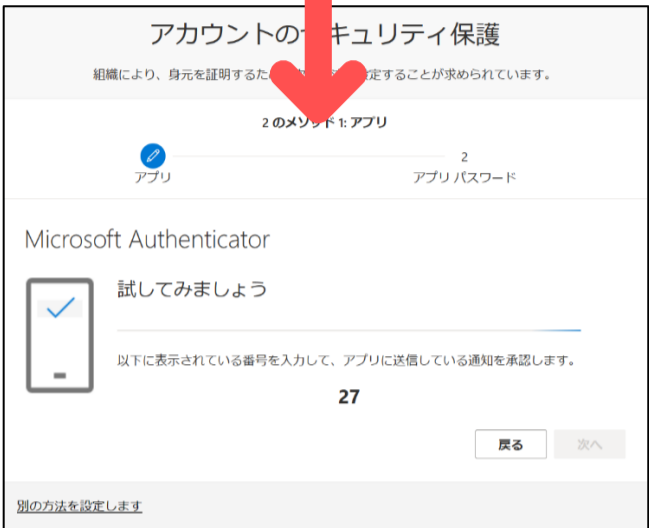 アカウントのセキュリティ保護
組織により、身元を証明するた 設定することが求められています。
2 のメソッド 1: アプリ
2
アプリ
アプリ パスワード
Microsoft Authenticator
試してみましょう
以下に表示されている番号を入力して、アプリに送信している通知を承認します。
27
戻る
次へ
別の方法を設定します